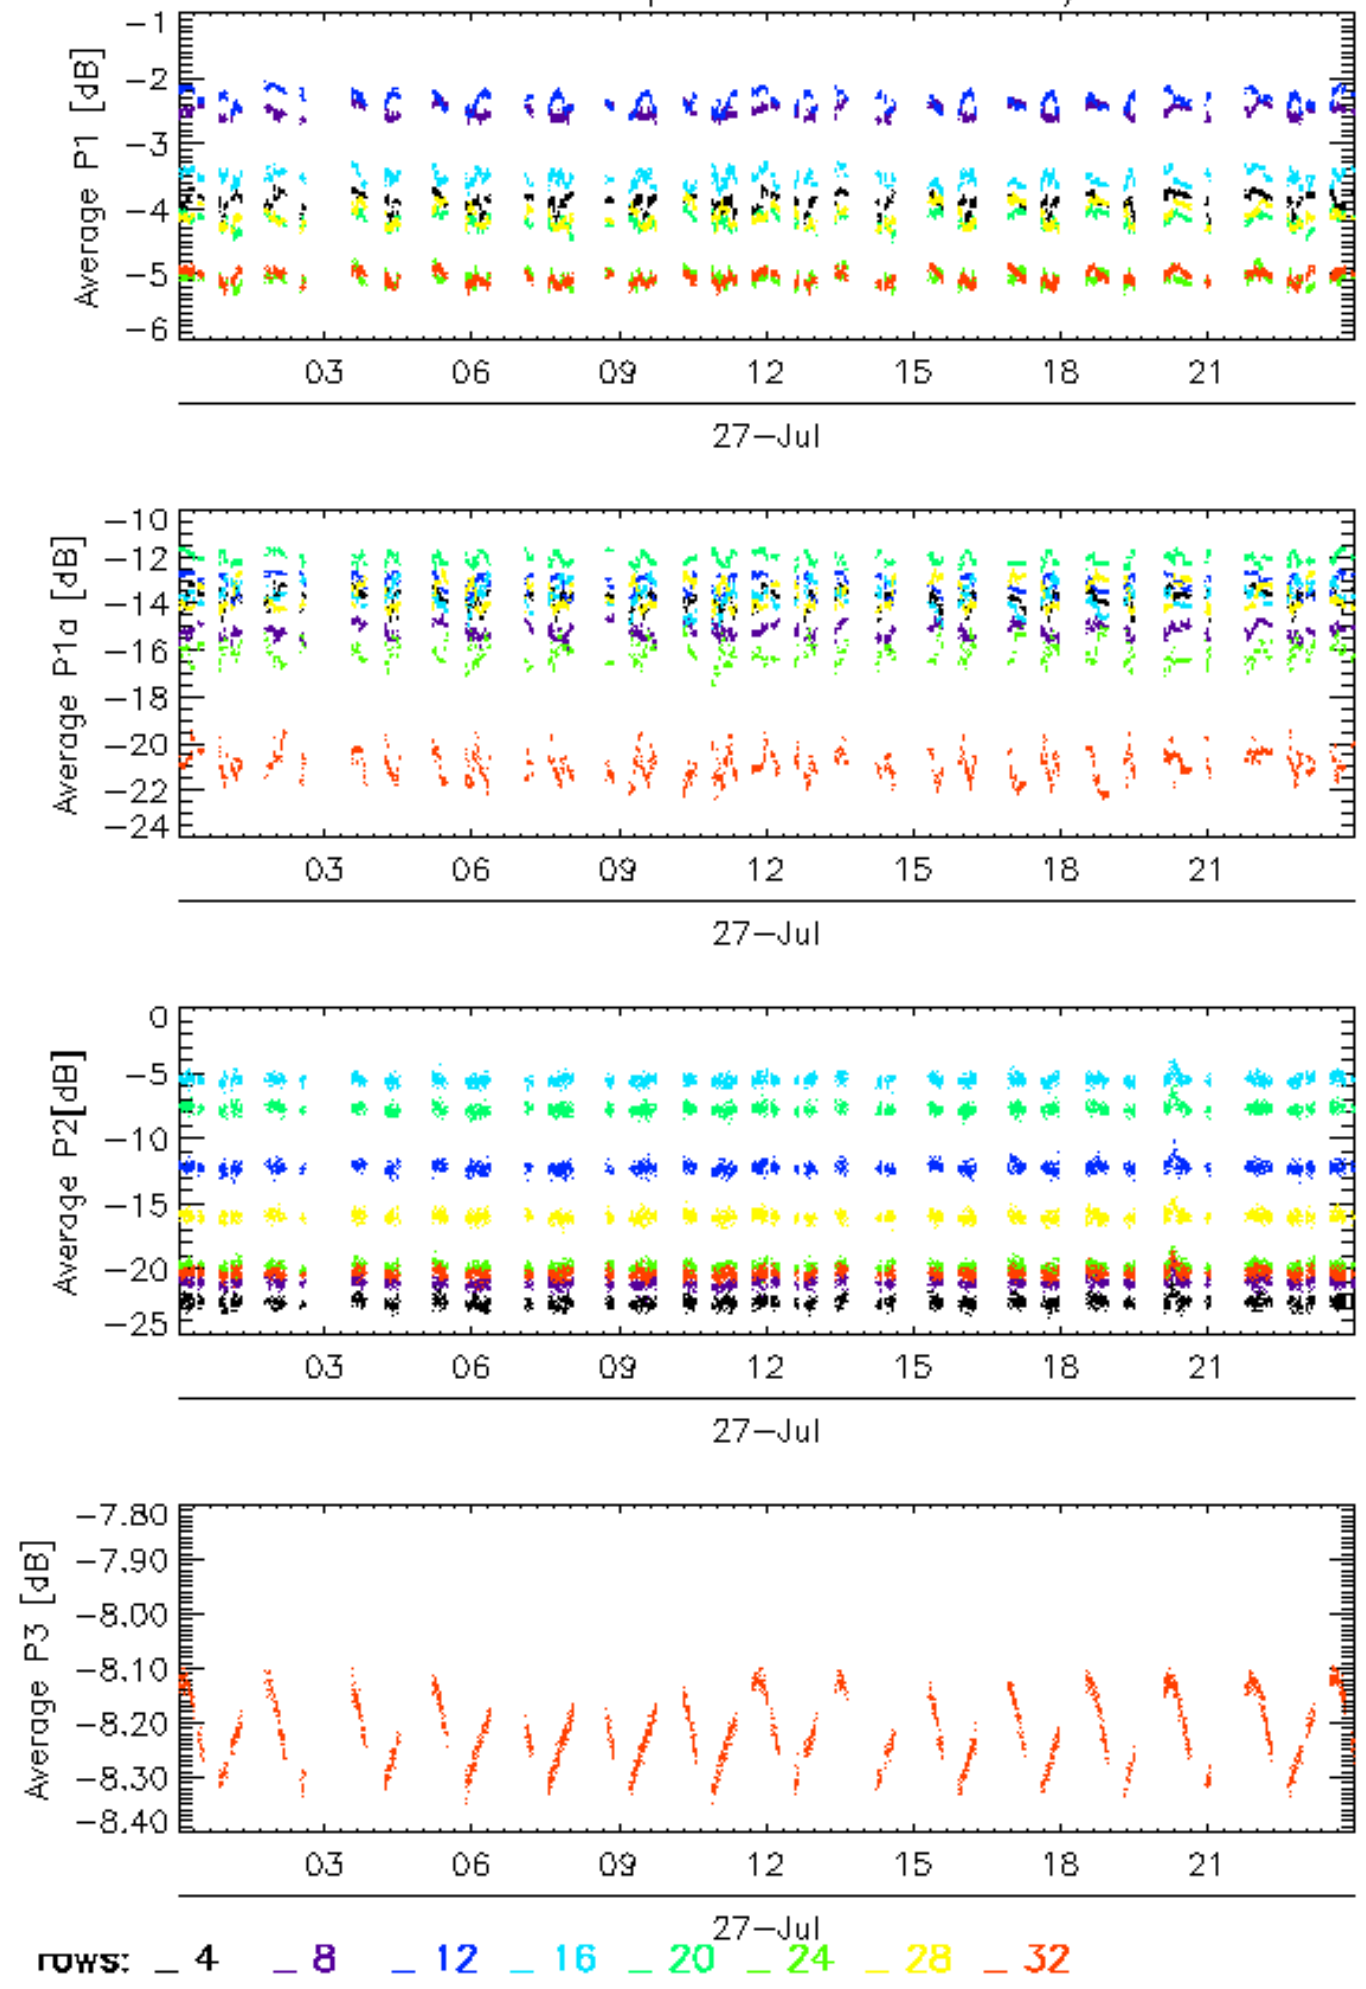 Average P1 [dB]
-1
-2
-3
-4
-5
-6
03 06 09 12 15 18 21
27-Jul
Average P1a [dB]
-10
-12
-14
-16
-18
-20
-22
-24
03 06 09 12 15 18 21
27-Jul
Average P2[dB]
0
-5
-10
-15
-20
-25
03 06 09 12 15 18 21
27-Jul
Average P3 [dB]
-7.80
-7.90
-8.00
-8.10
-8.20
-8.30
-8.40
03 06 09 12 15 18 21
27-Jul
rows: _ 4 _ 8 _ 12 _ 16 _ 20 _ 24 _ 28 _ 32